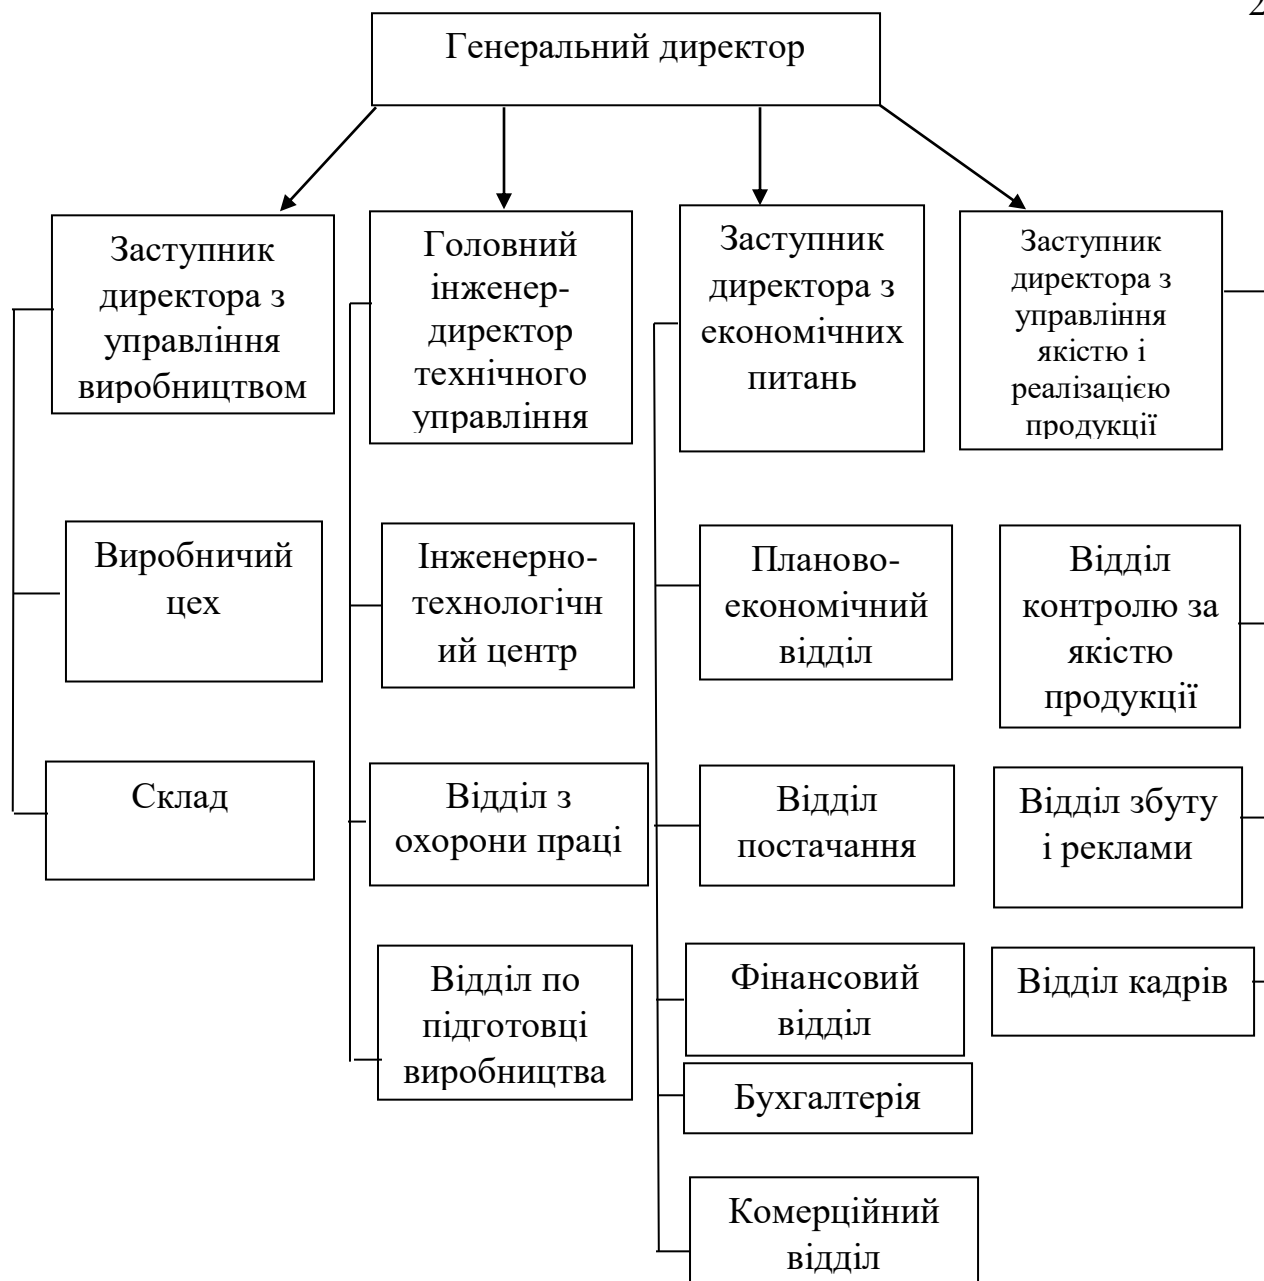 2
Генеральний директор
Заступник
директора з
управління
виробництвом
Головний
інженер-
директор
технічного
управління
Заступник
директора з
економічних
питань
Заступник
директора з
управління
якістю і
реалізацією
продукції
Виробничий
цех
Інженерно-
технологічн
ий центр
Планово-
економічний
відділ
Відділ
контролю за
якістю
продукції
Склад
Відділ з
охорони праці
Відділ
постачання
Відділ збуту
і реклами
Відділ по
підготовці
виробництва
Фінансовий
відділ
Відділ кадрів
Бухгалтерія
Комерційний
відділ